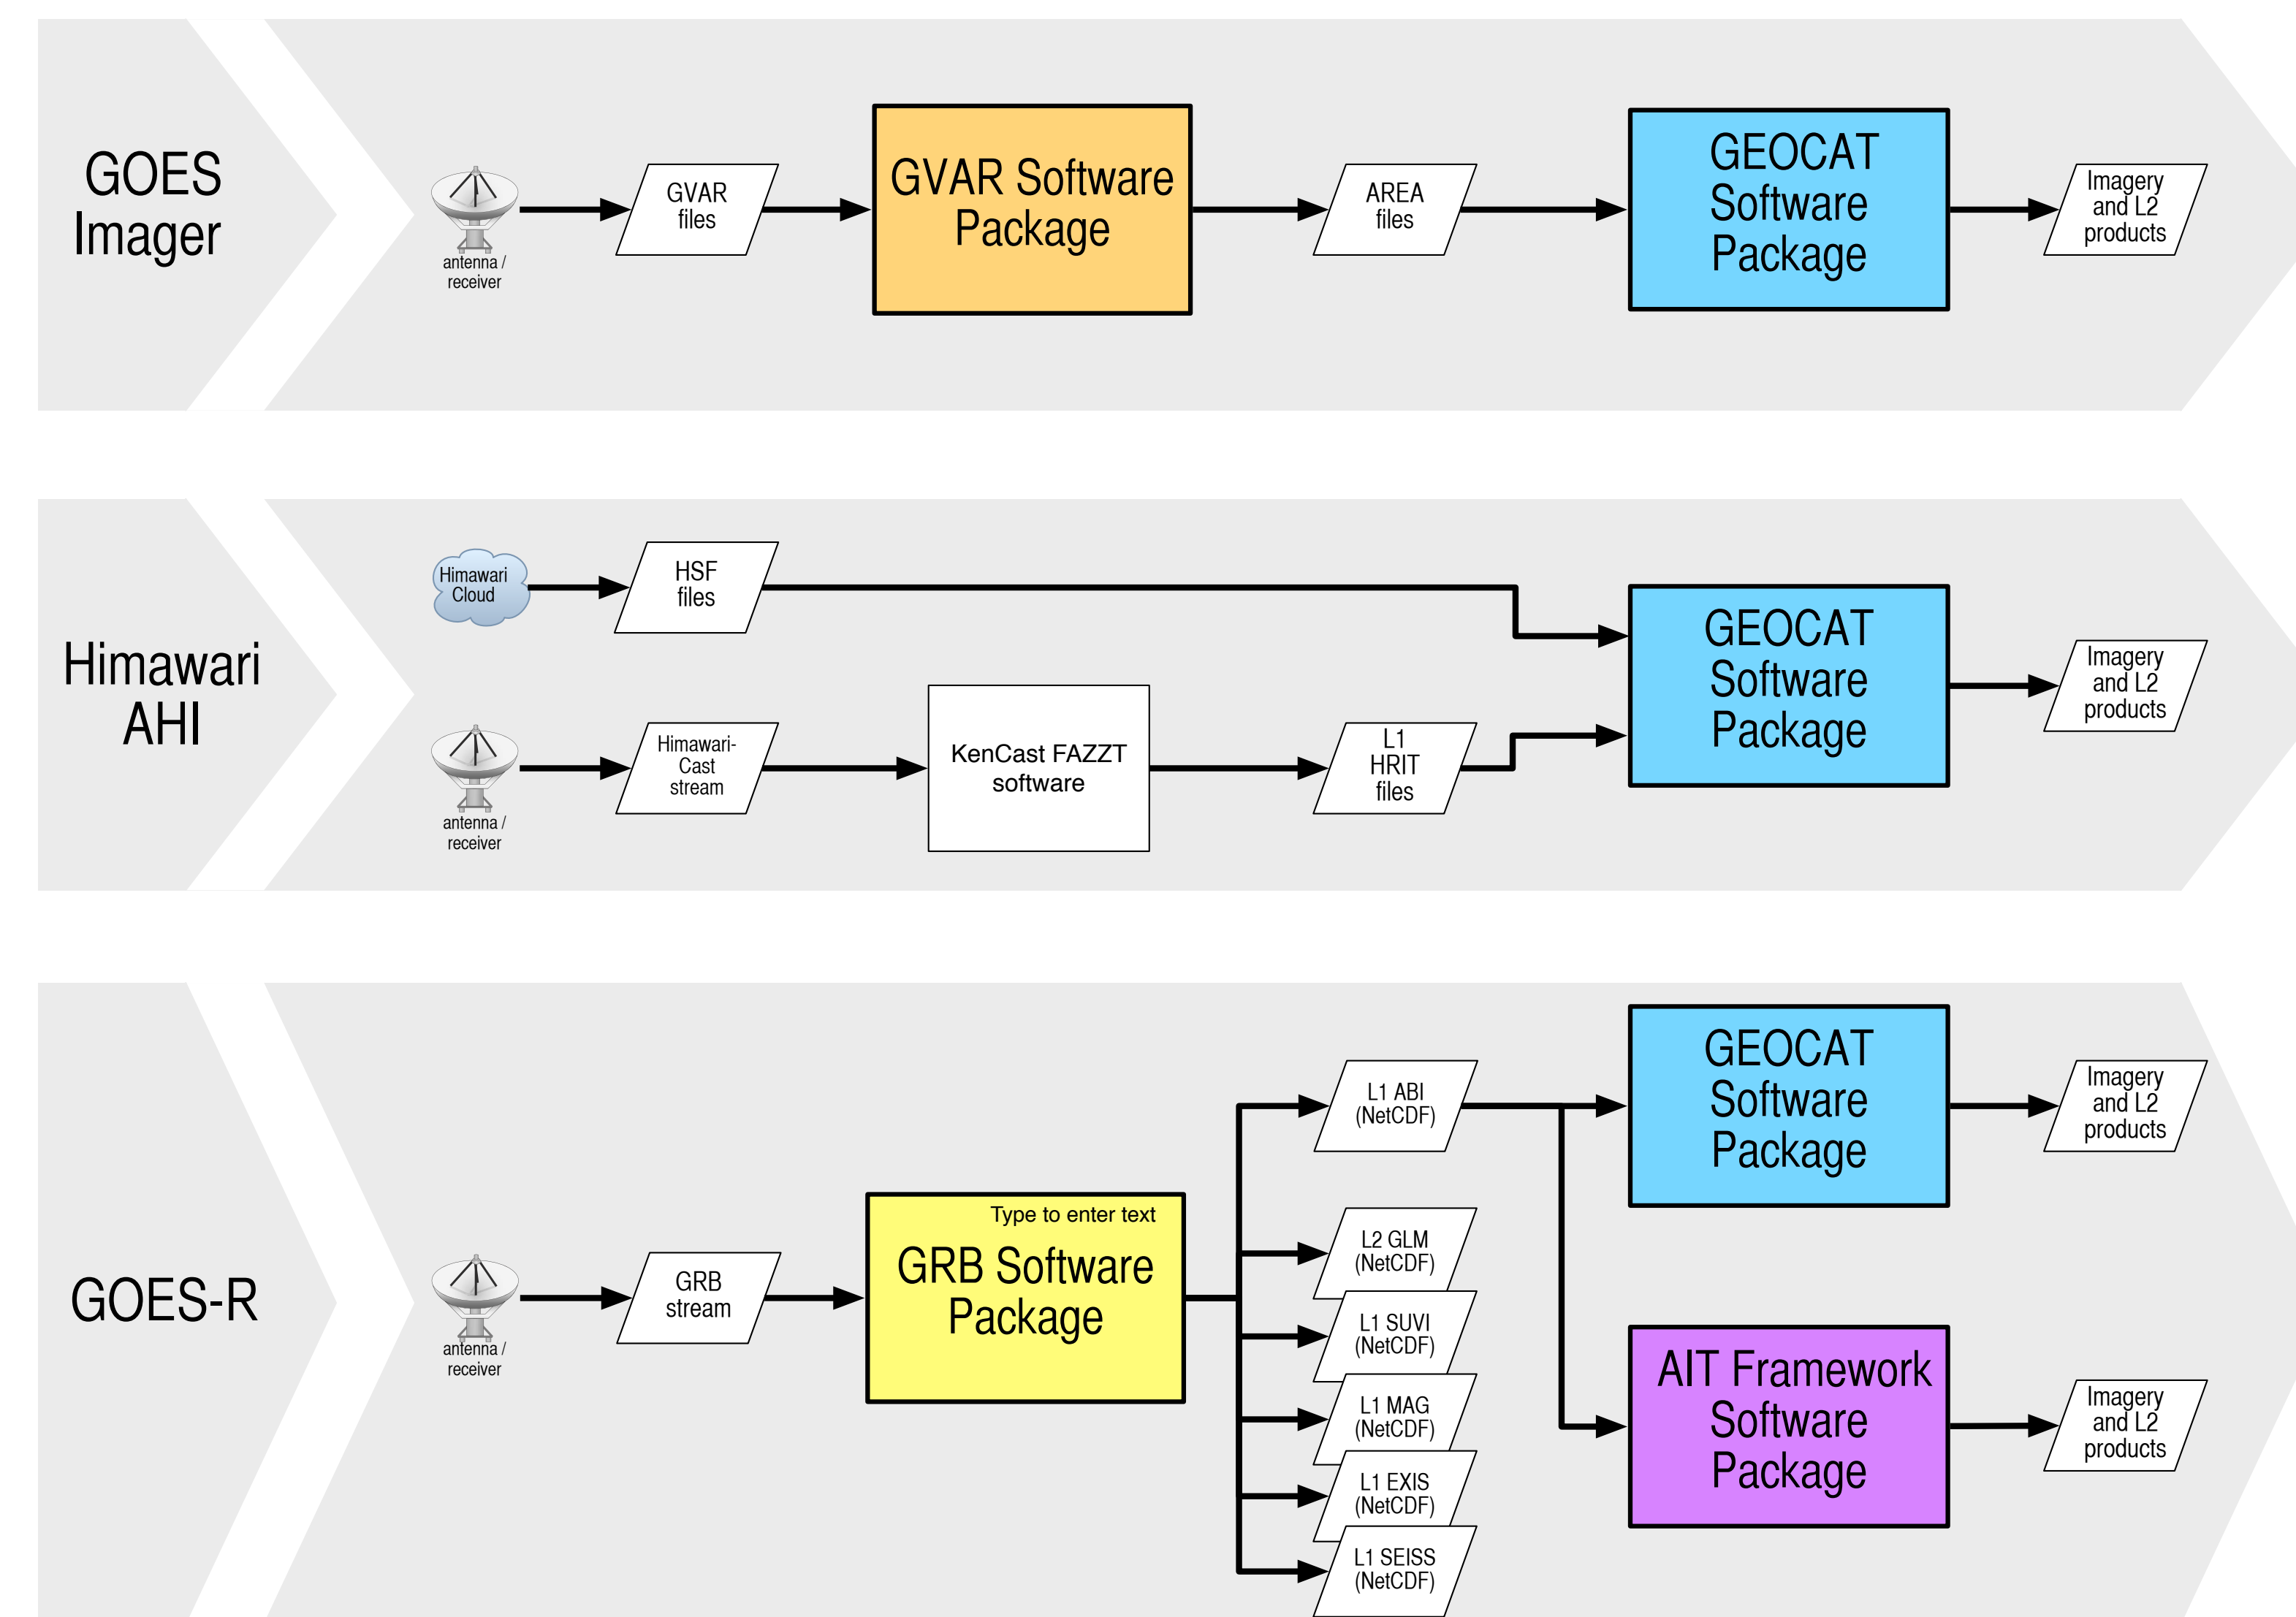 GOES
Imager
antenna /
receiver
GVAR
files
GVAR Software
Package
AREA
files
GEOCAT
Software
Package
Imagery
and L2
products
Himawari
AHI
Himawari
Cloud
HSF
files
antenna /
receiver
Himawari-
Cast
stream
KenCast FAZZT
software
L1
HRIT
files
GEOCAT
Software
Package
Imagery
and L2
products
GOES-R
antenna /
receiver
GRB
stream
Type to enter text
GRB Software
Package
L1 ABI
(NetCDF)
L2 GLM
(NetCDF)
L1 SUVI
(NetCDF)
L1 MAG
(NetCDF)
L1 EXIS
(NetCDF)
L1 SEISS
(NetCDF)
GEOCAT
Software
Package
Imagery
and L2
products
AIT Framework
Software
Package
Imagery
and L2
products